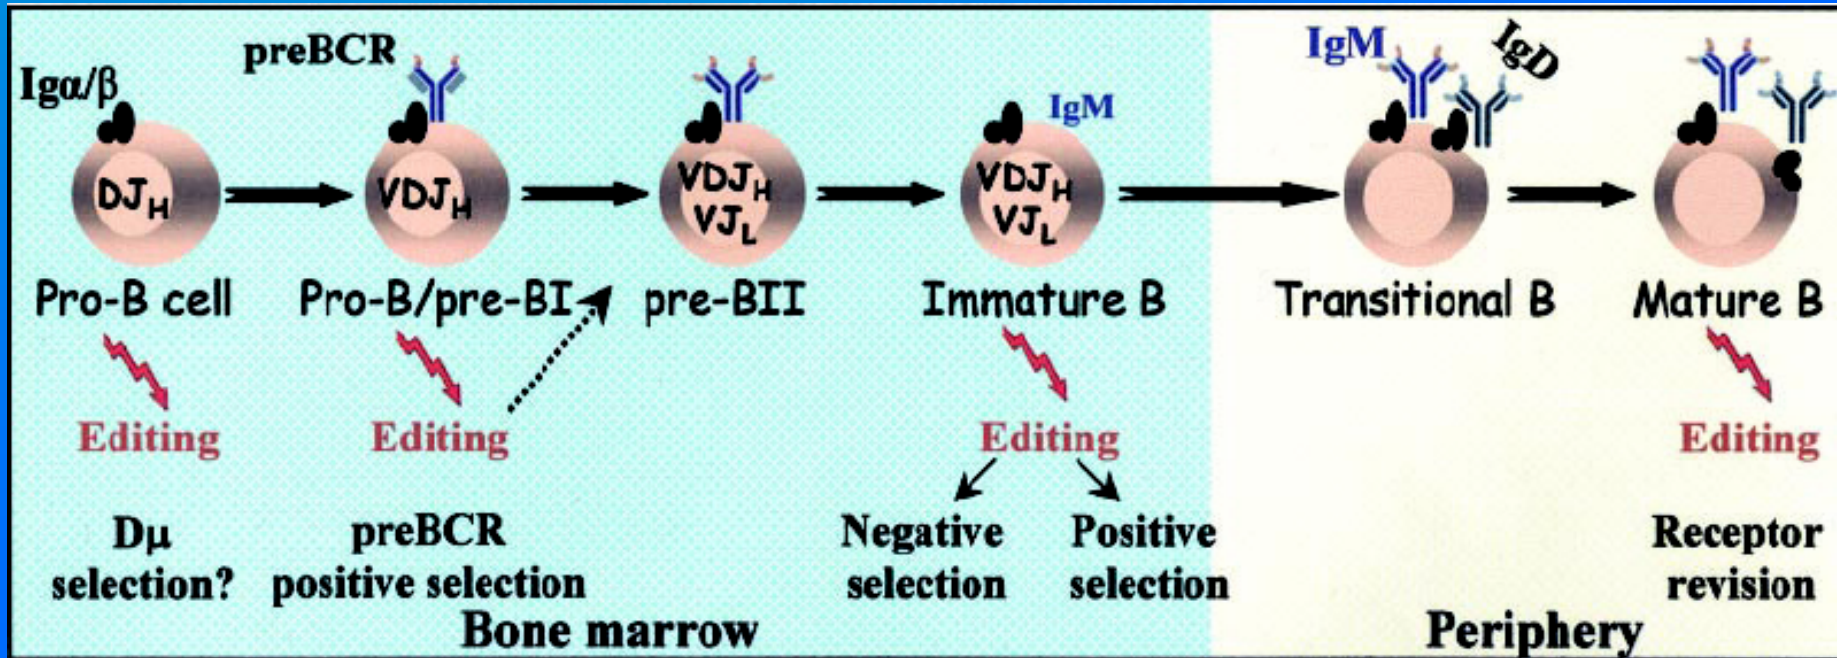 Igα/β
preBCR
IgM
IgM
IgD
DJH
VDJH
VDJH
VJL
VDJH
VJL
Pro-B cell
Pro-B/pre-BI
pre-BII
Immature B
Transitional B
Mature B
Editing
Editing
Editing
Editing
Dμ
selection?
preBCR
positive selection
Negative
selection
Positive
selection
Receptor
revision
Bone marrow
Periphery